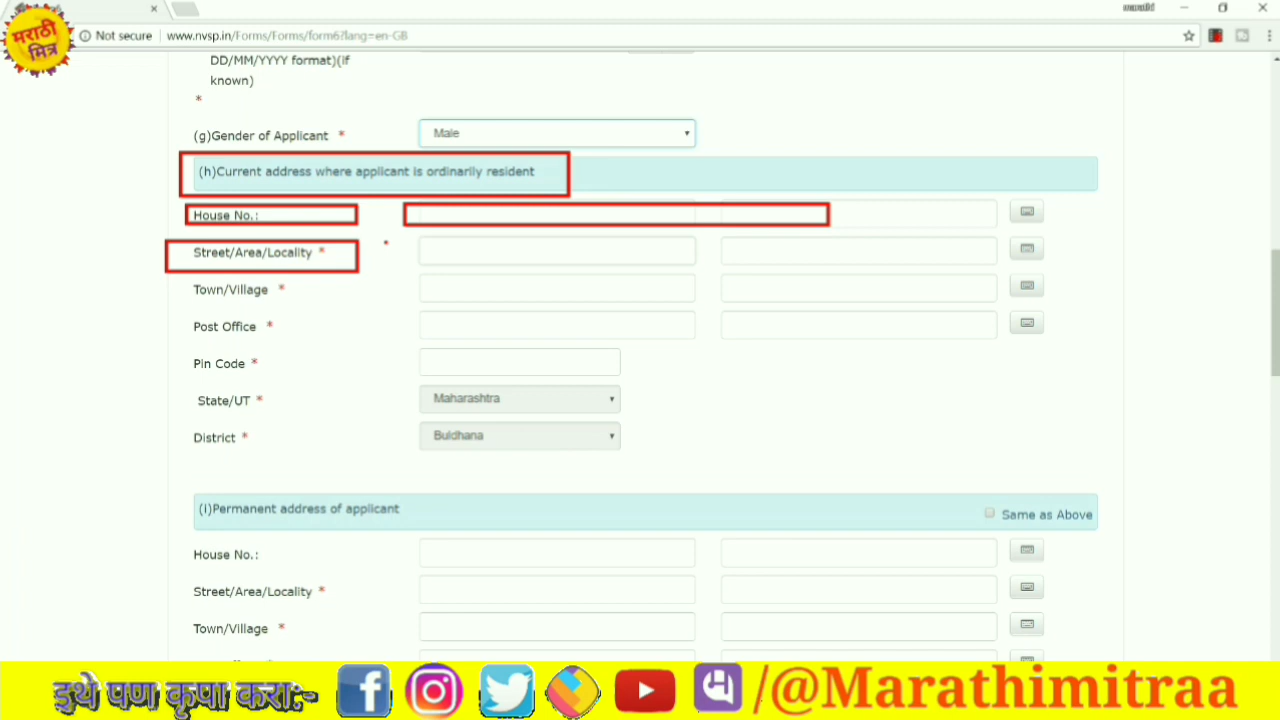 मराठी
मित्र
Not secure
www.nvsp.in/Forms/Forms/form6?lang=en-GB
DD/MM/YYYY format)(if
known)
*
(g)Gender of Applicant * Male
(h)Current address where applicant is ordinarily resident
House No.:
Street/Area/Locality *
Town/Village *
Post Office *
Pin Code *
State/UT * Maharashtra
District * Buldhana
(i)Permanent address of applicant Same as Above
House No.:
Street/Area/Locality *
Town/Village *
इथे पण कृपा करा:- /@Marathimitraa